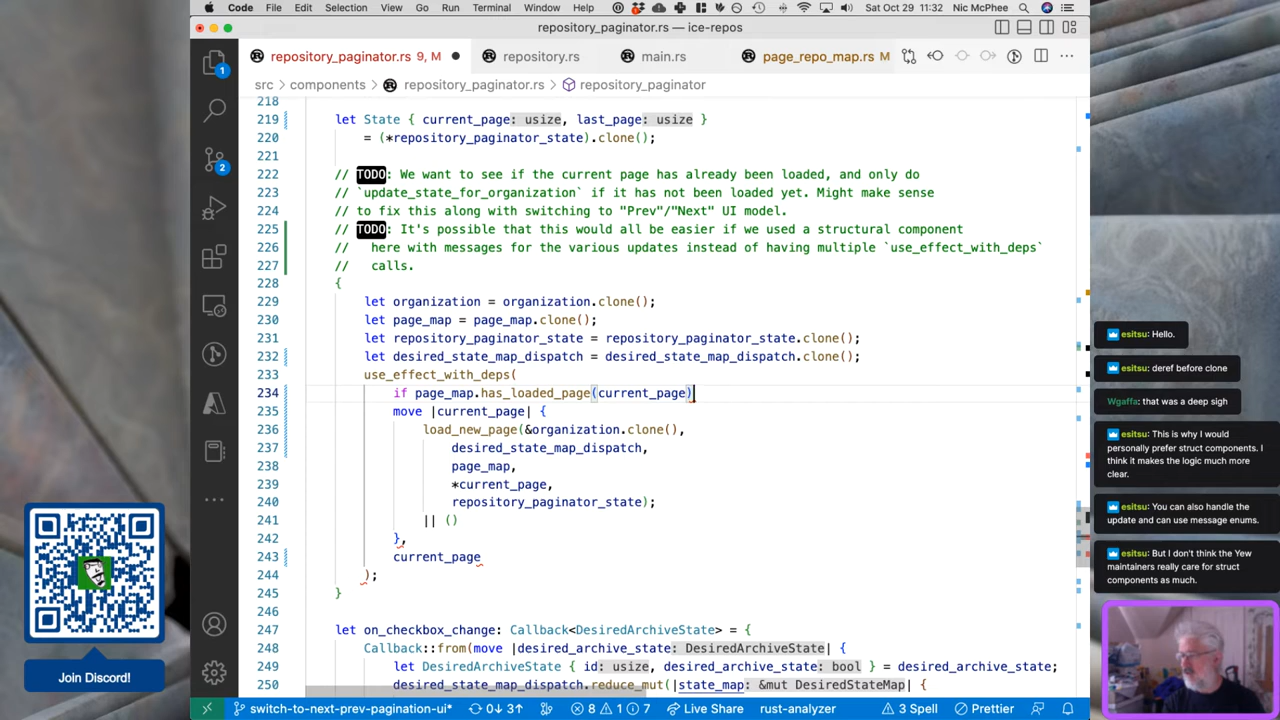 Code File Edit Selection View Go Run Terminal Window Help Sat Oct 29 11:32 Nic McPhee
repository_paginator.rs — ice-repos
repository_paginator.rs 9, M repository.rs main.rs page_repo_map.rs M
src components repository_paginator.rs repository_paginator
218
219 let State { current_page: usize, last_page: usize }
220 = (*repository_paginator_state).clone();
221
222 // TODO: We want to see if the current page has already been loaded, and only do
223 // `update_state_for_organization` if it has not been loaded yet. Might make sense
224 // to fix this along with switching to "Prev"/"Next" UI model.
225 // TODO: It's possible that this would all be easier if we used a structural component
226 // here with messages for the various updates instead of having multiple `use_effect_with_deps`
227 // calls.
228 {
229 let organization = organization.clone();
230 let page_map = page_map.clone();
231 let repository_paginator_state = repository_paginator_state.clone();
232 let desired_state_map_dispatch = desired_state_map_dispatch.clone();
233 use_effect_with_deps(
234 if page_map.has_loaded_page(current_page)
235 move |current_page| {
236 load_new_page(&organization.clone(),
237 desired_state_map_dispatch,
238 page_map,
239 *current_page,
240 repository_paginator_state);
241 || ()
242 },
243 current_page
244 );
245 }
246
247 let on_checkbox_change: Callback<DesiredArchiveState> = {
248 Callback::from(move |desired_archive_state: DesiredArchiveState| {
249 let DesiredArchiveState { id: usize, desired_archive_state: bool } = desired_archive_state;
250 desired_state_map_dispatch.reduce_mut(|state_map: &mut DesiredStateMap| {
1
2
esitsu: Hello.
esitsu: deref before clone
Wgaffa: that was a deep sigh
esitsu: This is why I would
personally prefer struct components. I
think it makes the logic much more
clear.
esitsu: You can also handle the
update and can use message enums.
esitsu: But I don't think the Yew
maintainers really care for struct
components as much.
Join Discord!
switch-to-next-prev-pagination-ui* 0↓ 3↑ 8 1 7 Live Share rust-analyzer 3 Spell Prettier